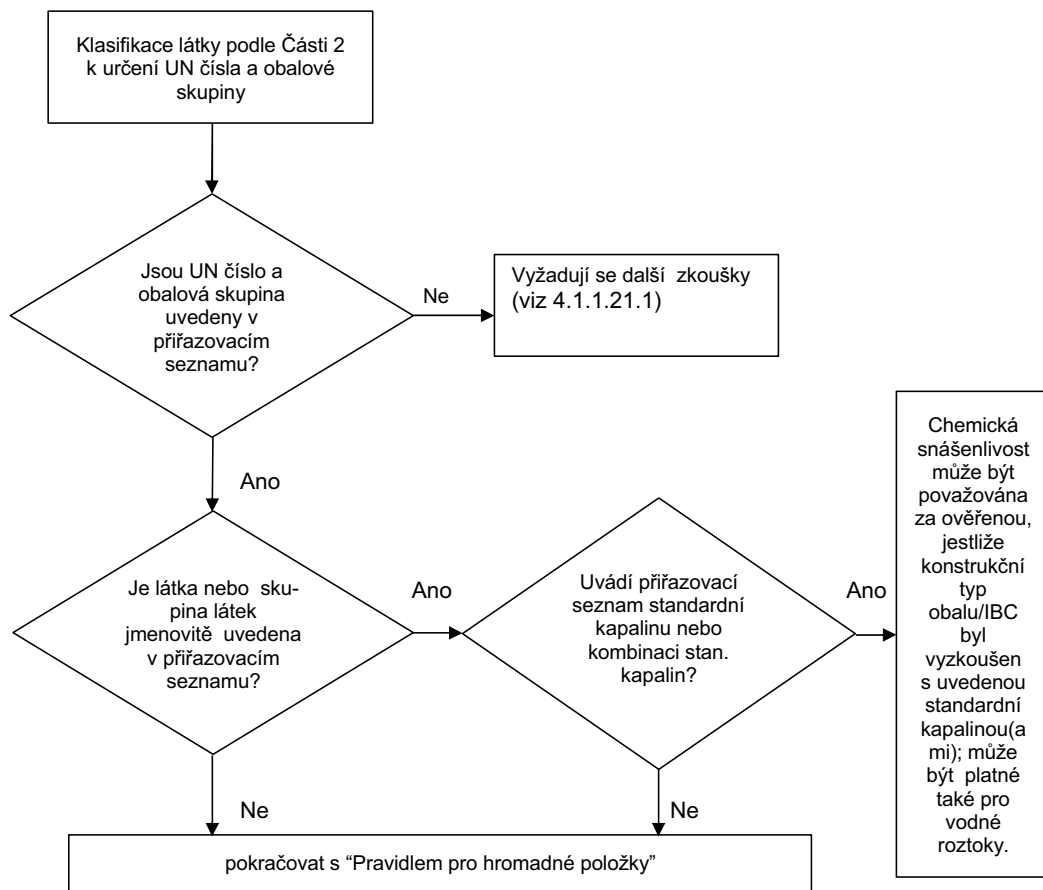 Klasifikace látky podle Části 2
k určení UN čísla a obalové
skupiny
Jsou UN číslo a
obalová skupina
uvedeny v
přiřazovacím
seznamu?
Ne
Vyžadují se další zkoušky
(viz 4.1.1.21.1)
Ano
Je látka nebo sku-
pina látek
jmenovitě uvedena
v přiřazovacím
seznamu?
Ano
Uvádí přiřazovací
seznam standardní
kapalinu nebo
kombinaci stan.
kapalin?
Ano
Chemická
snášenlivost
může být
považována
za ověřenou,
jestliže
konstrukční
typ
obalu/IBC
byl
vyzkoušen
s uvedenou
standardní
kapalinou(a
mi); může
být platné
také pro
vodné
roztoky.
Ne
Ne
pokračovat s “Pravidlem pro hromadné položky”